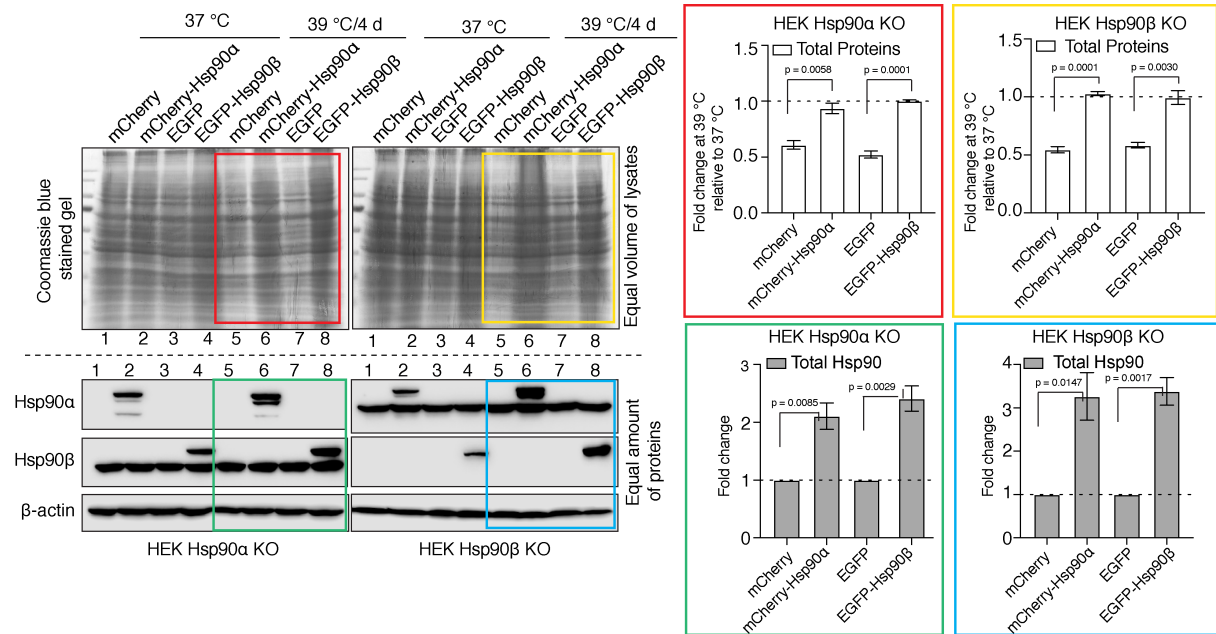 37 °C
39 °C/4 d
37 °C
39 °C/4 d
mCherry
mCherry-Hsp90α
EGFP
EGFP-Hsp90β
mCherry
mCherry-Hsp90α
EGFP
EGFP-Hsp90β
mCherry
mCherry-Hsp90α
EGFP
EGFP-Hsp90β
mCherry
mCherry-Hsp90α
EGFP
EGFP-Hsp90β
Coomassie blue
stained gel
Equal volume of lysates
1 2 3 4 5 6 7 8
1 2 3 4 5 6 7 8
1 2 3 4 5 6 7 8
1 2 3 4 5 6 7 8
Hsp90α
Hsp90β
β-actin
Equal amount
of proteins
HEK Hsp90α KO
HEK Hsp90β KO
HEK Hsp90α KO
Total Proteins
p = 0.0058
p = 0.0001
1.5
1.0
0.5
0.0
Fold change at 39 °C
relative to 37 °C
mCherry
mCherry-Hsp90α
EGFP
EGFP-Hsp90β
HEK Hsp90β KO
Total Proteins
p = 0.0001
p = 0.0030
1.5
1.0
0.5
0.0
Fold change at 39 °C
relative to 37 °C
mCherry
mCherry-Hsp90α
EGFP
EGFP-Hsp90β
HEK Hsp90α KO
Total Hsp90
p = 0.0085
p = 0.0029
3
2
1
0
Fold change
mCherry
mCherry-Hsp90α
EGFP
EGFP-Hsp90β
HEK Hsp90β KO
Total Hsp90
p = 0.0147
p = 0.0017
4
3
2
1
0
Fold change
mCherry
mCherry-Hsp90α
EGFP
EGFP-Hsp90β